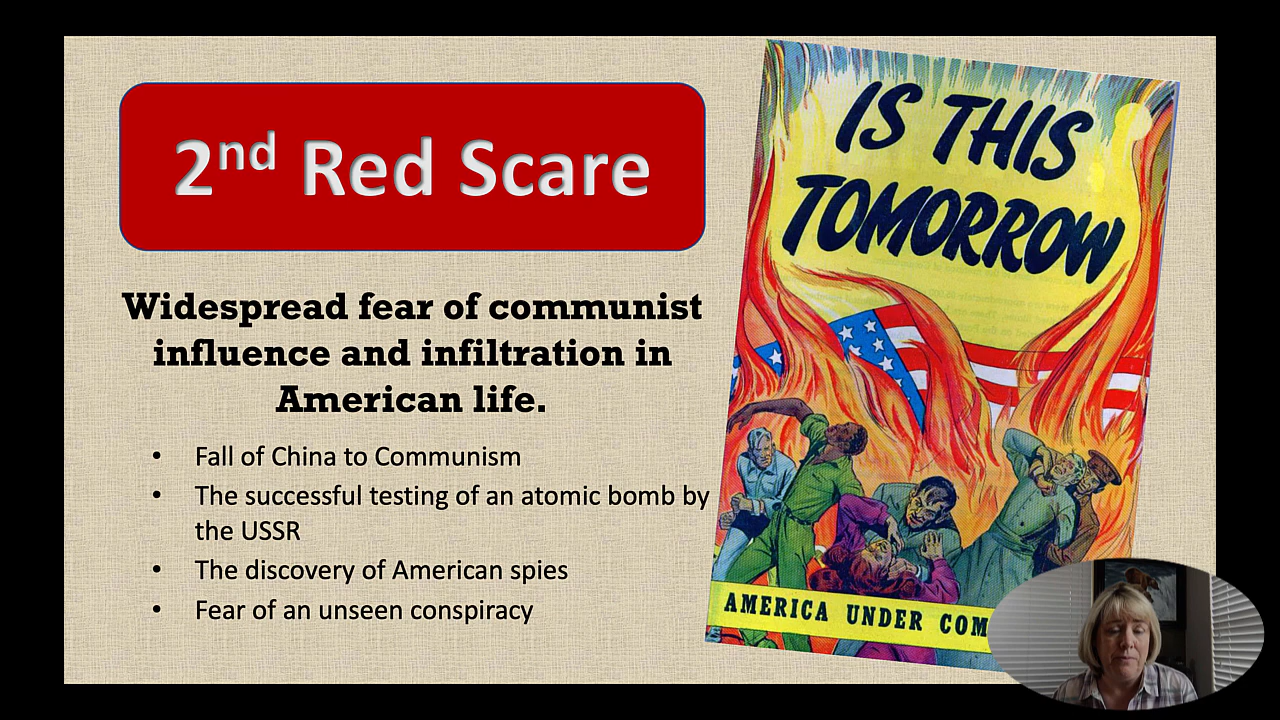 2nd Red Scare
Widespread fear of communist
influence and infiltration in
American life.
• Fall of China to Communism
• The successful testing of an atomic bomb by
the USSR
• The discovery of American spies
• Fear of an unseen conspiracy
IS THIS
TOMORROW
AMERICA UNDER COM